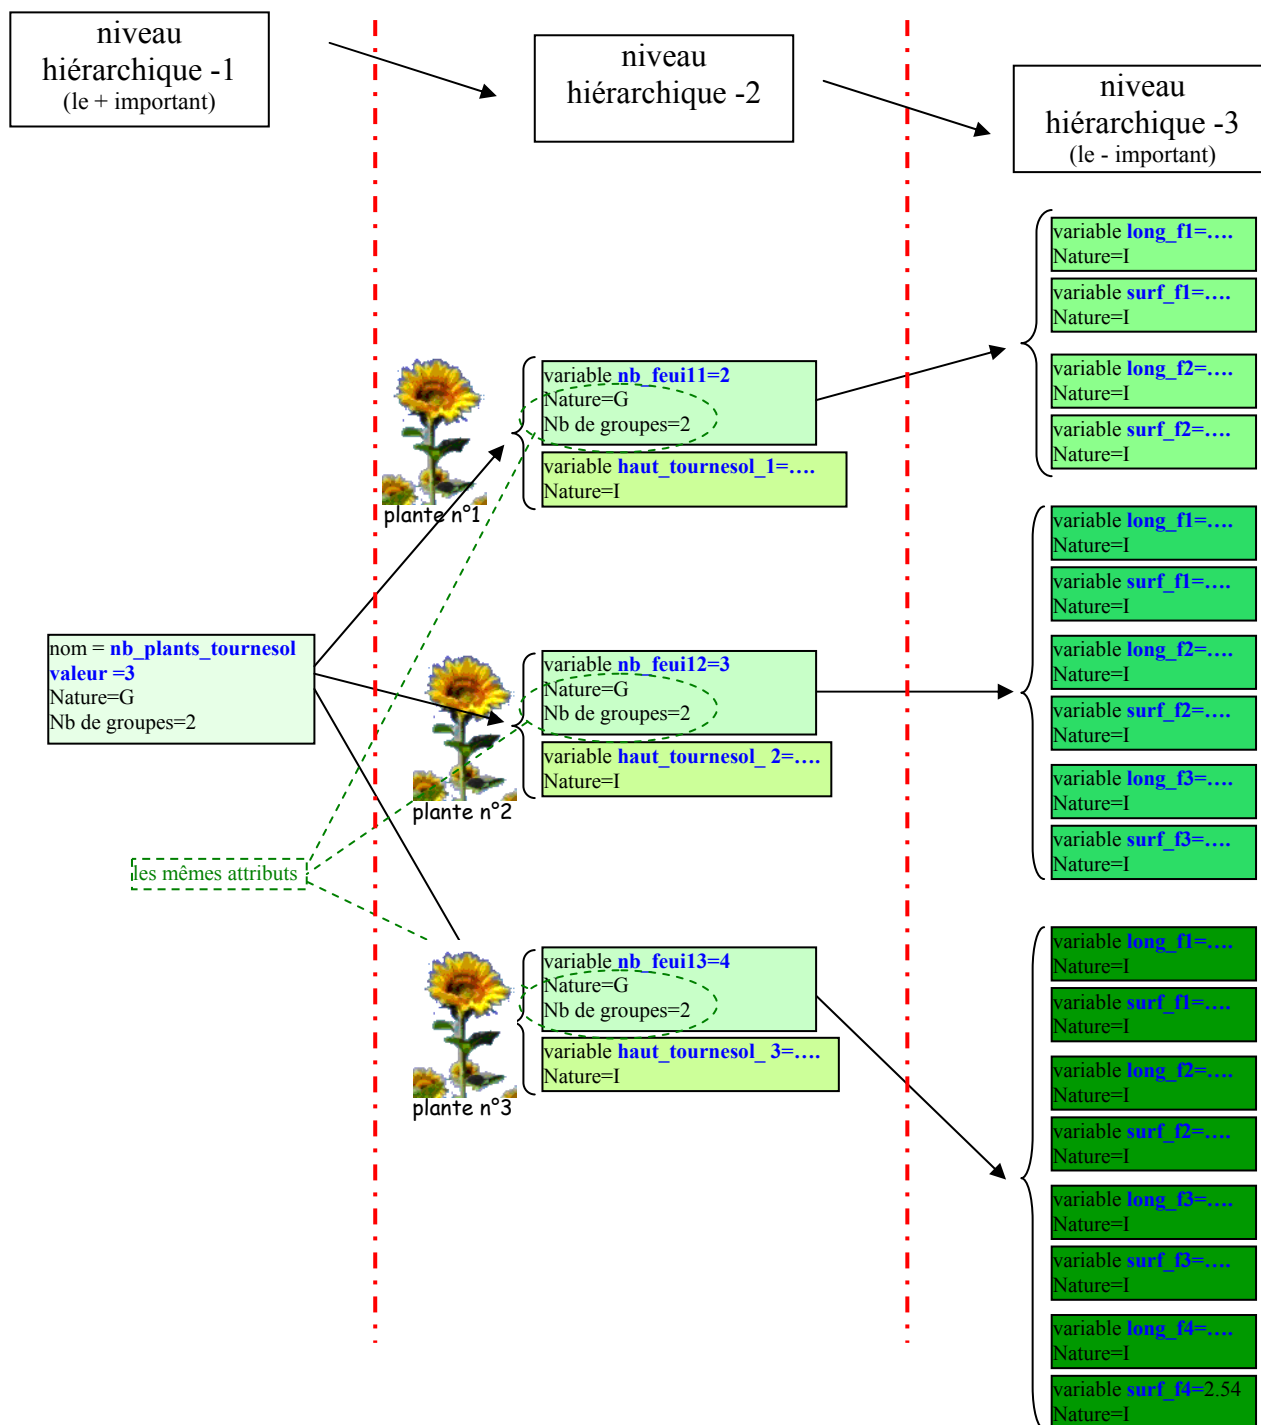 niveau
hiérarchique -1
(le + important)
niveau
hiérarchique -2
niveau
hiérarchique -3
(le - important)
nom = nb_plants_tournesol
valeur =3
Nature=G
Nb de groupes=2
les mêmes attributs
plante n°1
variable nb_feui11=2
Nature=G
Nb de groupes=2
variable haut_tournesol_1=….
Nature=I
plante n°2
variable nb_feui12=3
Nature=G
Nb de groupes=2
variable haut_tournesol_ 2=….
Nature=I
plante n°3
variable nb_feui13=4
Nature=G
Nb de groupes=2
variable haut_tournesol_ 3=….
Nature=I
variable long_f1=….
Nature=I
variable surf_f1=….
Nature=I
variable long_f2=….
Nature=I
variable surf_f2=….
Nature=I
variable long_f1=….
Nature=I
variable surf_f1=….
Nature=I
variable long_f2=….
Nature=I
variable surf_f2=….
Nature=I
variable long_f3=….
Nature=I
variable surf_f3=….
Nature=I
variable long_f1=….
Nature=I
variable surf_f1=….
Nature=I
variable long_f2=….
Nature=I
variable surf_f2=….
Nature=I
variable long_f3=….
Nature=I
variable surf_f3=….
Nature=I
variable long_f4=….
Nature=I
variable surf_f4=2.54
Nature=I